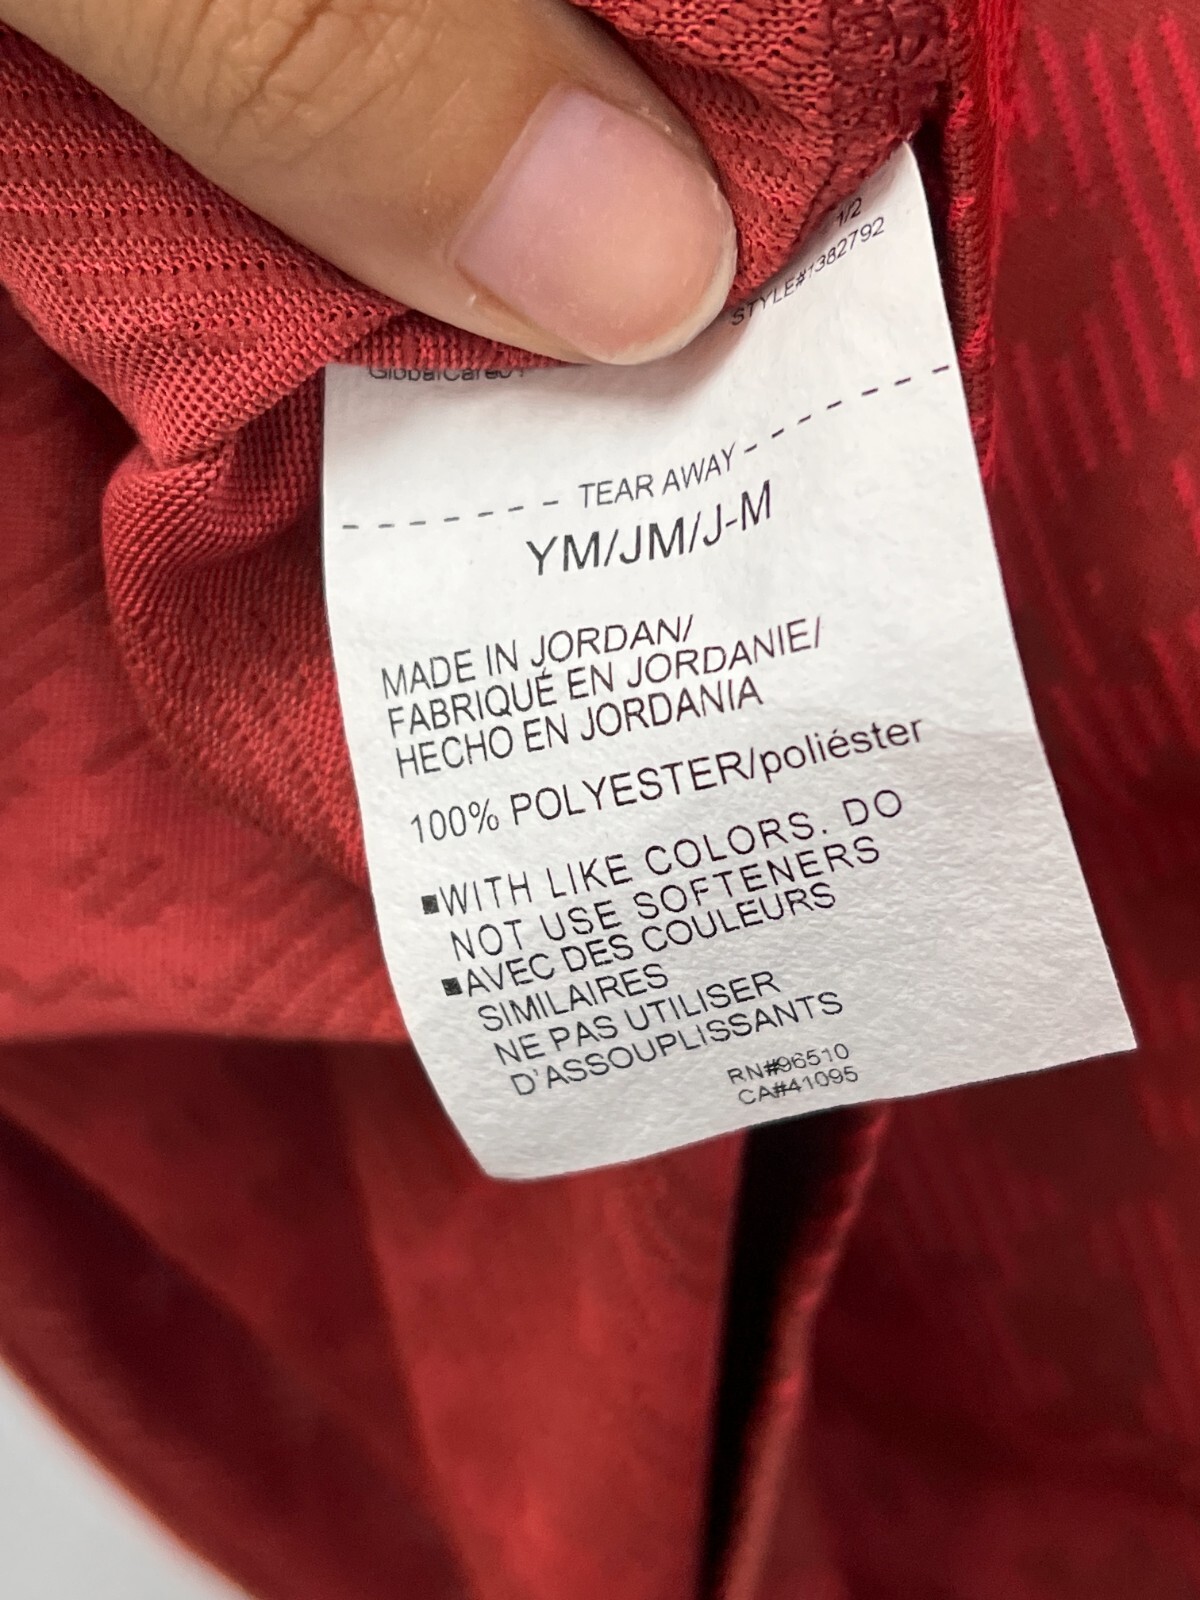 1/2
STYLE#1382792
TEAR AWAY
YM/JM/J-M
MADE IN JORDAN/
FABRIQUÉ EN JORDANIE/
HECHO EN JORDANIA
100% POLYESTER/poliéster
■WITH LIKE COLORS. DO
NOT USE SOFTENERS
■AVEC DES COULEURS
SIMILAIRES
NE PAS UTILISER
D'ASSOUPLISSANTS
RN#96510
CA#41095